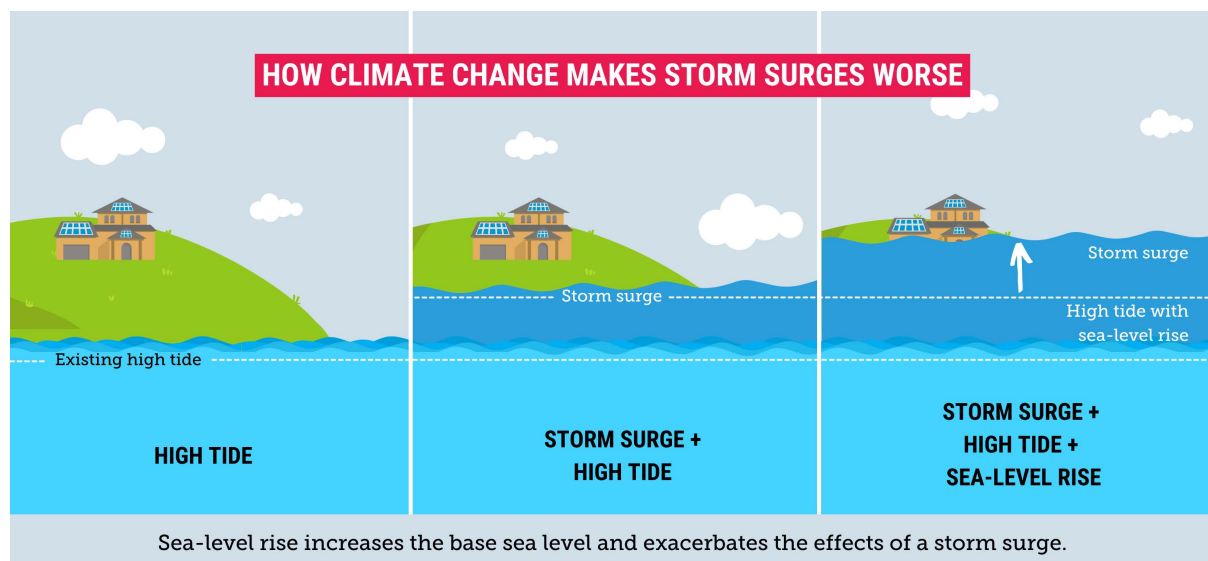 HOW CLIMATE CHANGE MAKES STORM SURGES WORSE
Existing high tide
HIGH TIDE
Storm surge
STORM SURGE +
HIGH TIDE
Storm surge
High tide with
sea-level rise
STORM SURGE +
HIGH TIDE +
SEA-LEVEL RISE
Sea-level rise increases the base sea level and exacerbates the effects of a storm surge.